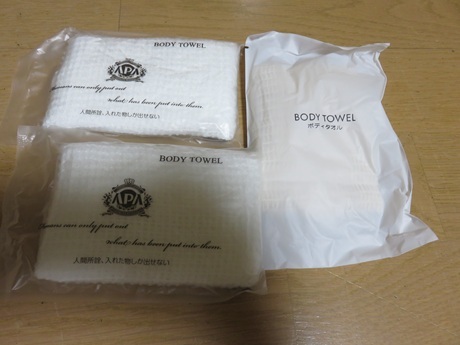 BODY TOWEL
APA
Humans can only put out
what has been put into them.
人間所詮、入れた物しか出せない
BODY TOWEL
APA
Humans can only put out
what has been put into them.
人間所詮、入れた物しか出せない
BODY TOWEL
ボディタオル